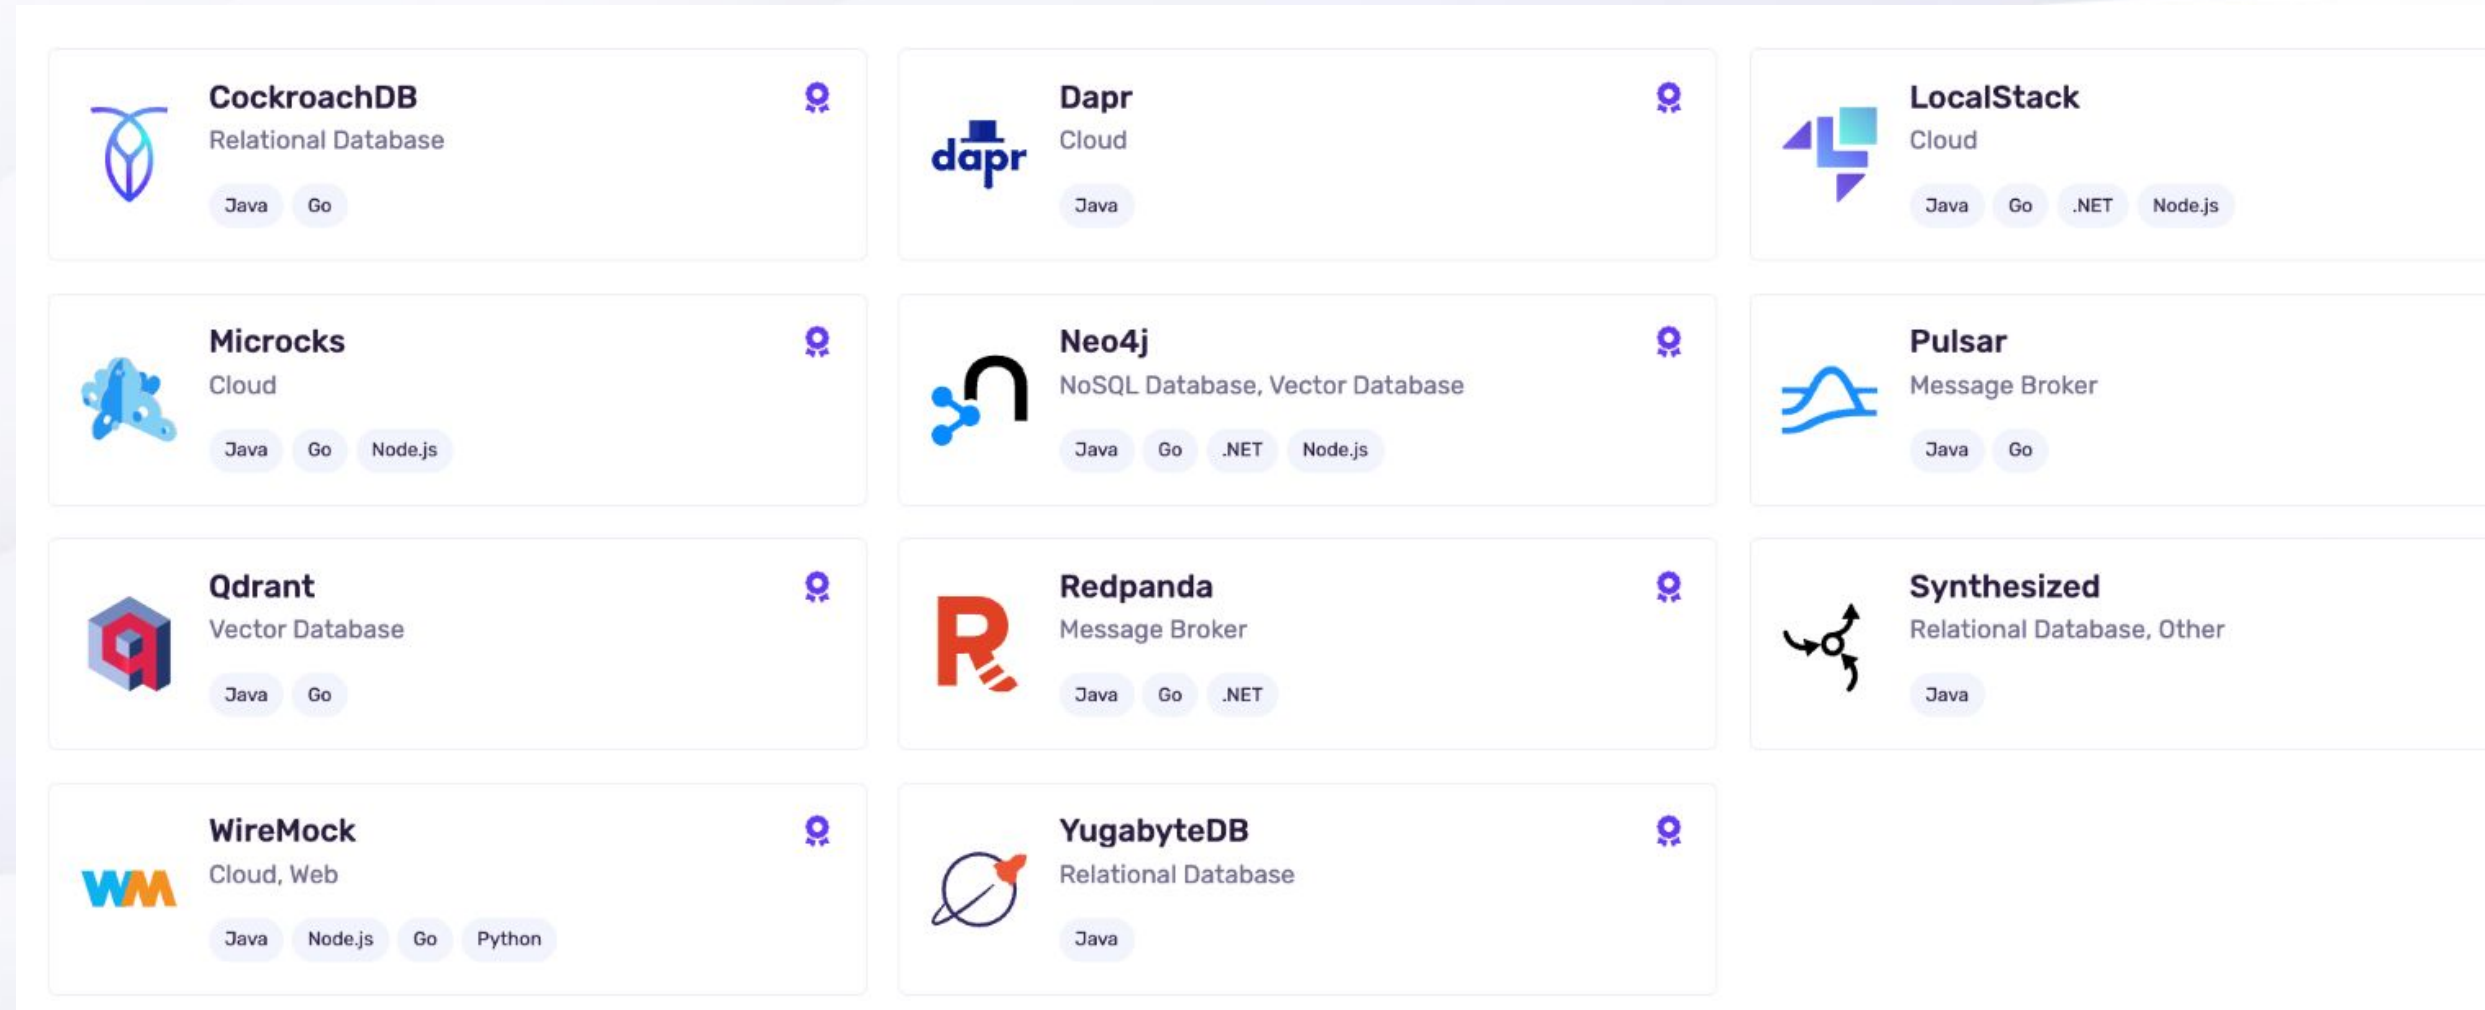 CockroachDB
Relational Database
Java Go
dapr
Dapr
Cloud
Java
LocalStack
Cloud
Java Go .NET Node.js
Microcks
Cloud
Java Go Node.js
Neo4j
NoSQL Database, Vector Database
Java Go .NET Node.js
Pulsar
Message Broker
Java Go
Qdrant
Vector Database
Java Go
R
Redpanda
Message Broker
Java Go .NET
Synthesized
Relational Database, Other
Java
WM
WireMock
Cloud, Web
Java Node.js Go Python
YugabyteDB
Relational Database
Java